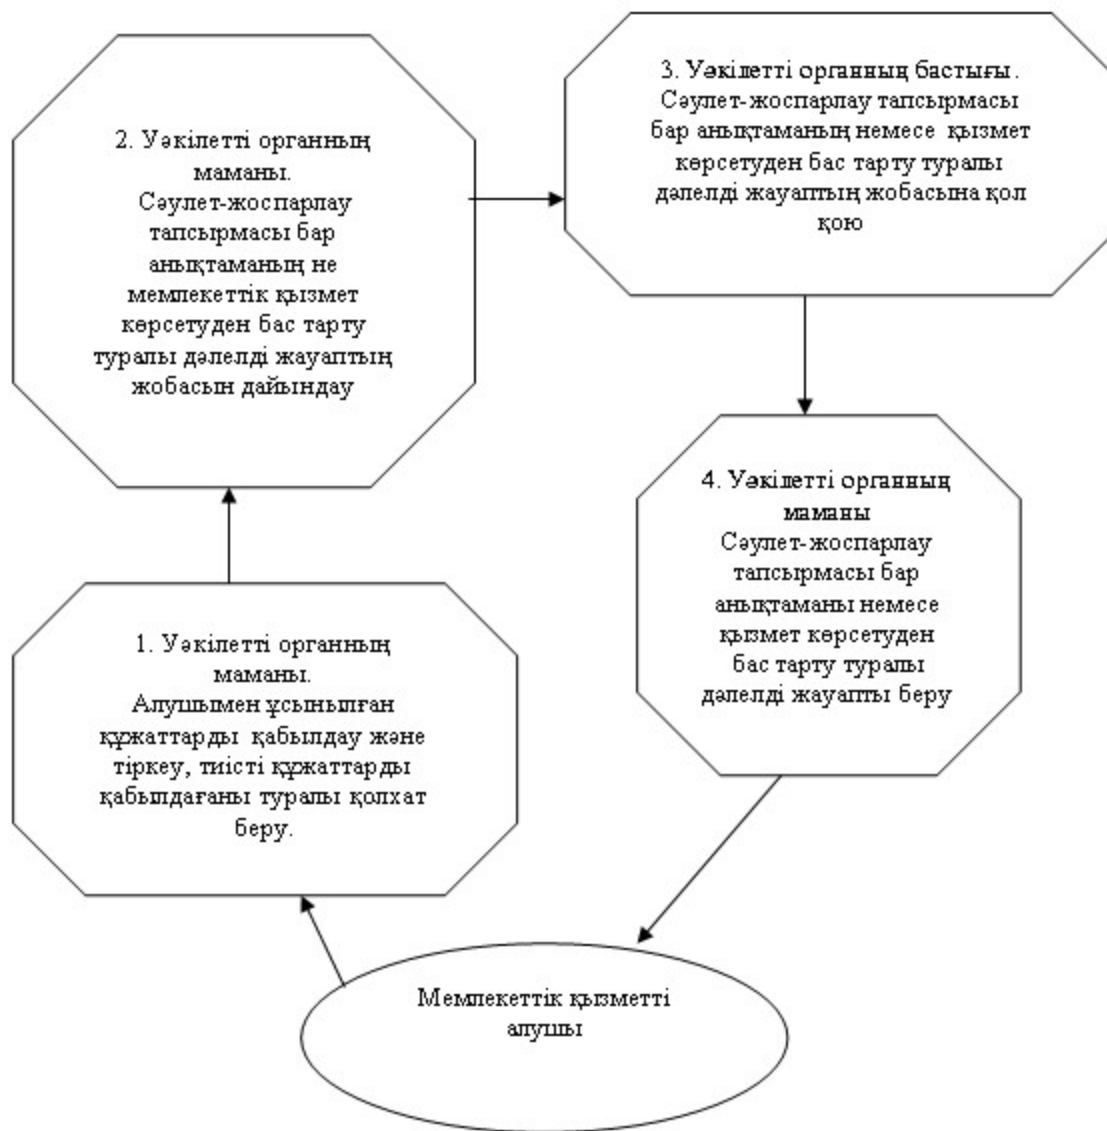 1. Уәкілетті органның
маманы.
Алушымен ұсынылған
құжаттарды қабылдау және
тіркеу, тиісті құжаттарды
қабылдағаны туралы қолхат
беру.
2. Уәкілетті органның
маманы.
Сәулет-жоспарлау
тапсырмасы бар
анықтаманың не
мемлекеттік қызмет
көрсетуден бас тарту
туралы дәлелді жауаптың
жобасын дайындау
3. Уәкілетті органның бастығы.
Сәулет-жоспарлау тапсырмасы
бар анықтаманың немесе қызмет
көрсетуден бас тарту туралы
дәлелді жауаптың жобасына қол
қою
4. Уәкілетті органның
маманы
Сәулет-жоспарлау
тапсырмасы бар
анықтаманы немесе
қызмет көрсетуден
бас тарту туралы
дәлелді жауапты беру
Мемлекеттік қызметті
алушы